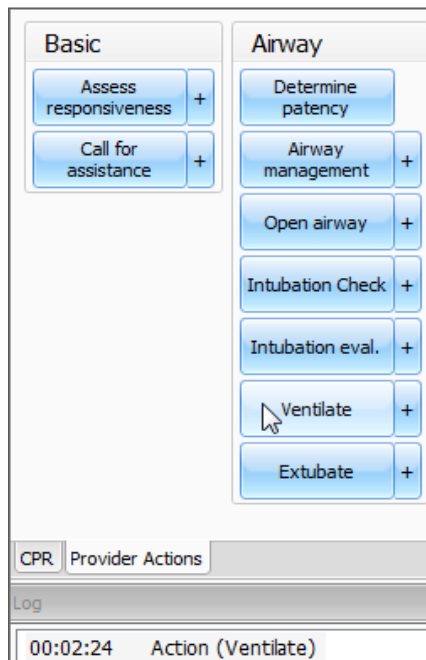 Basic
Assess
responsiveness
+
Call for
assistance
+
Airway
Determine
patency
Airway
management
+
Open airway
+
Intubation Check
+
Intubation eval.
+
Ventilate
+
Extubate
+
CPR
Provider Actions
Log
00:02:24 Action (Ventilate)